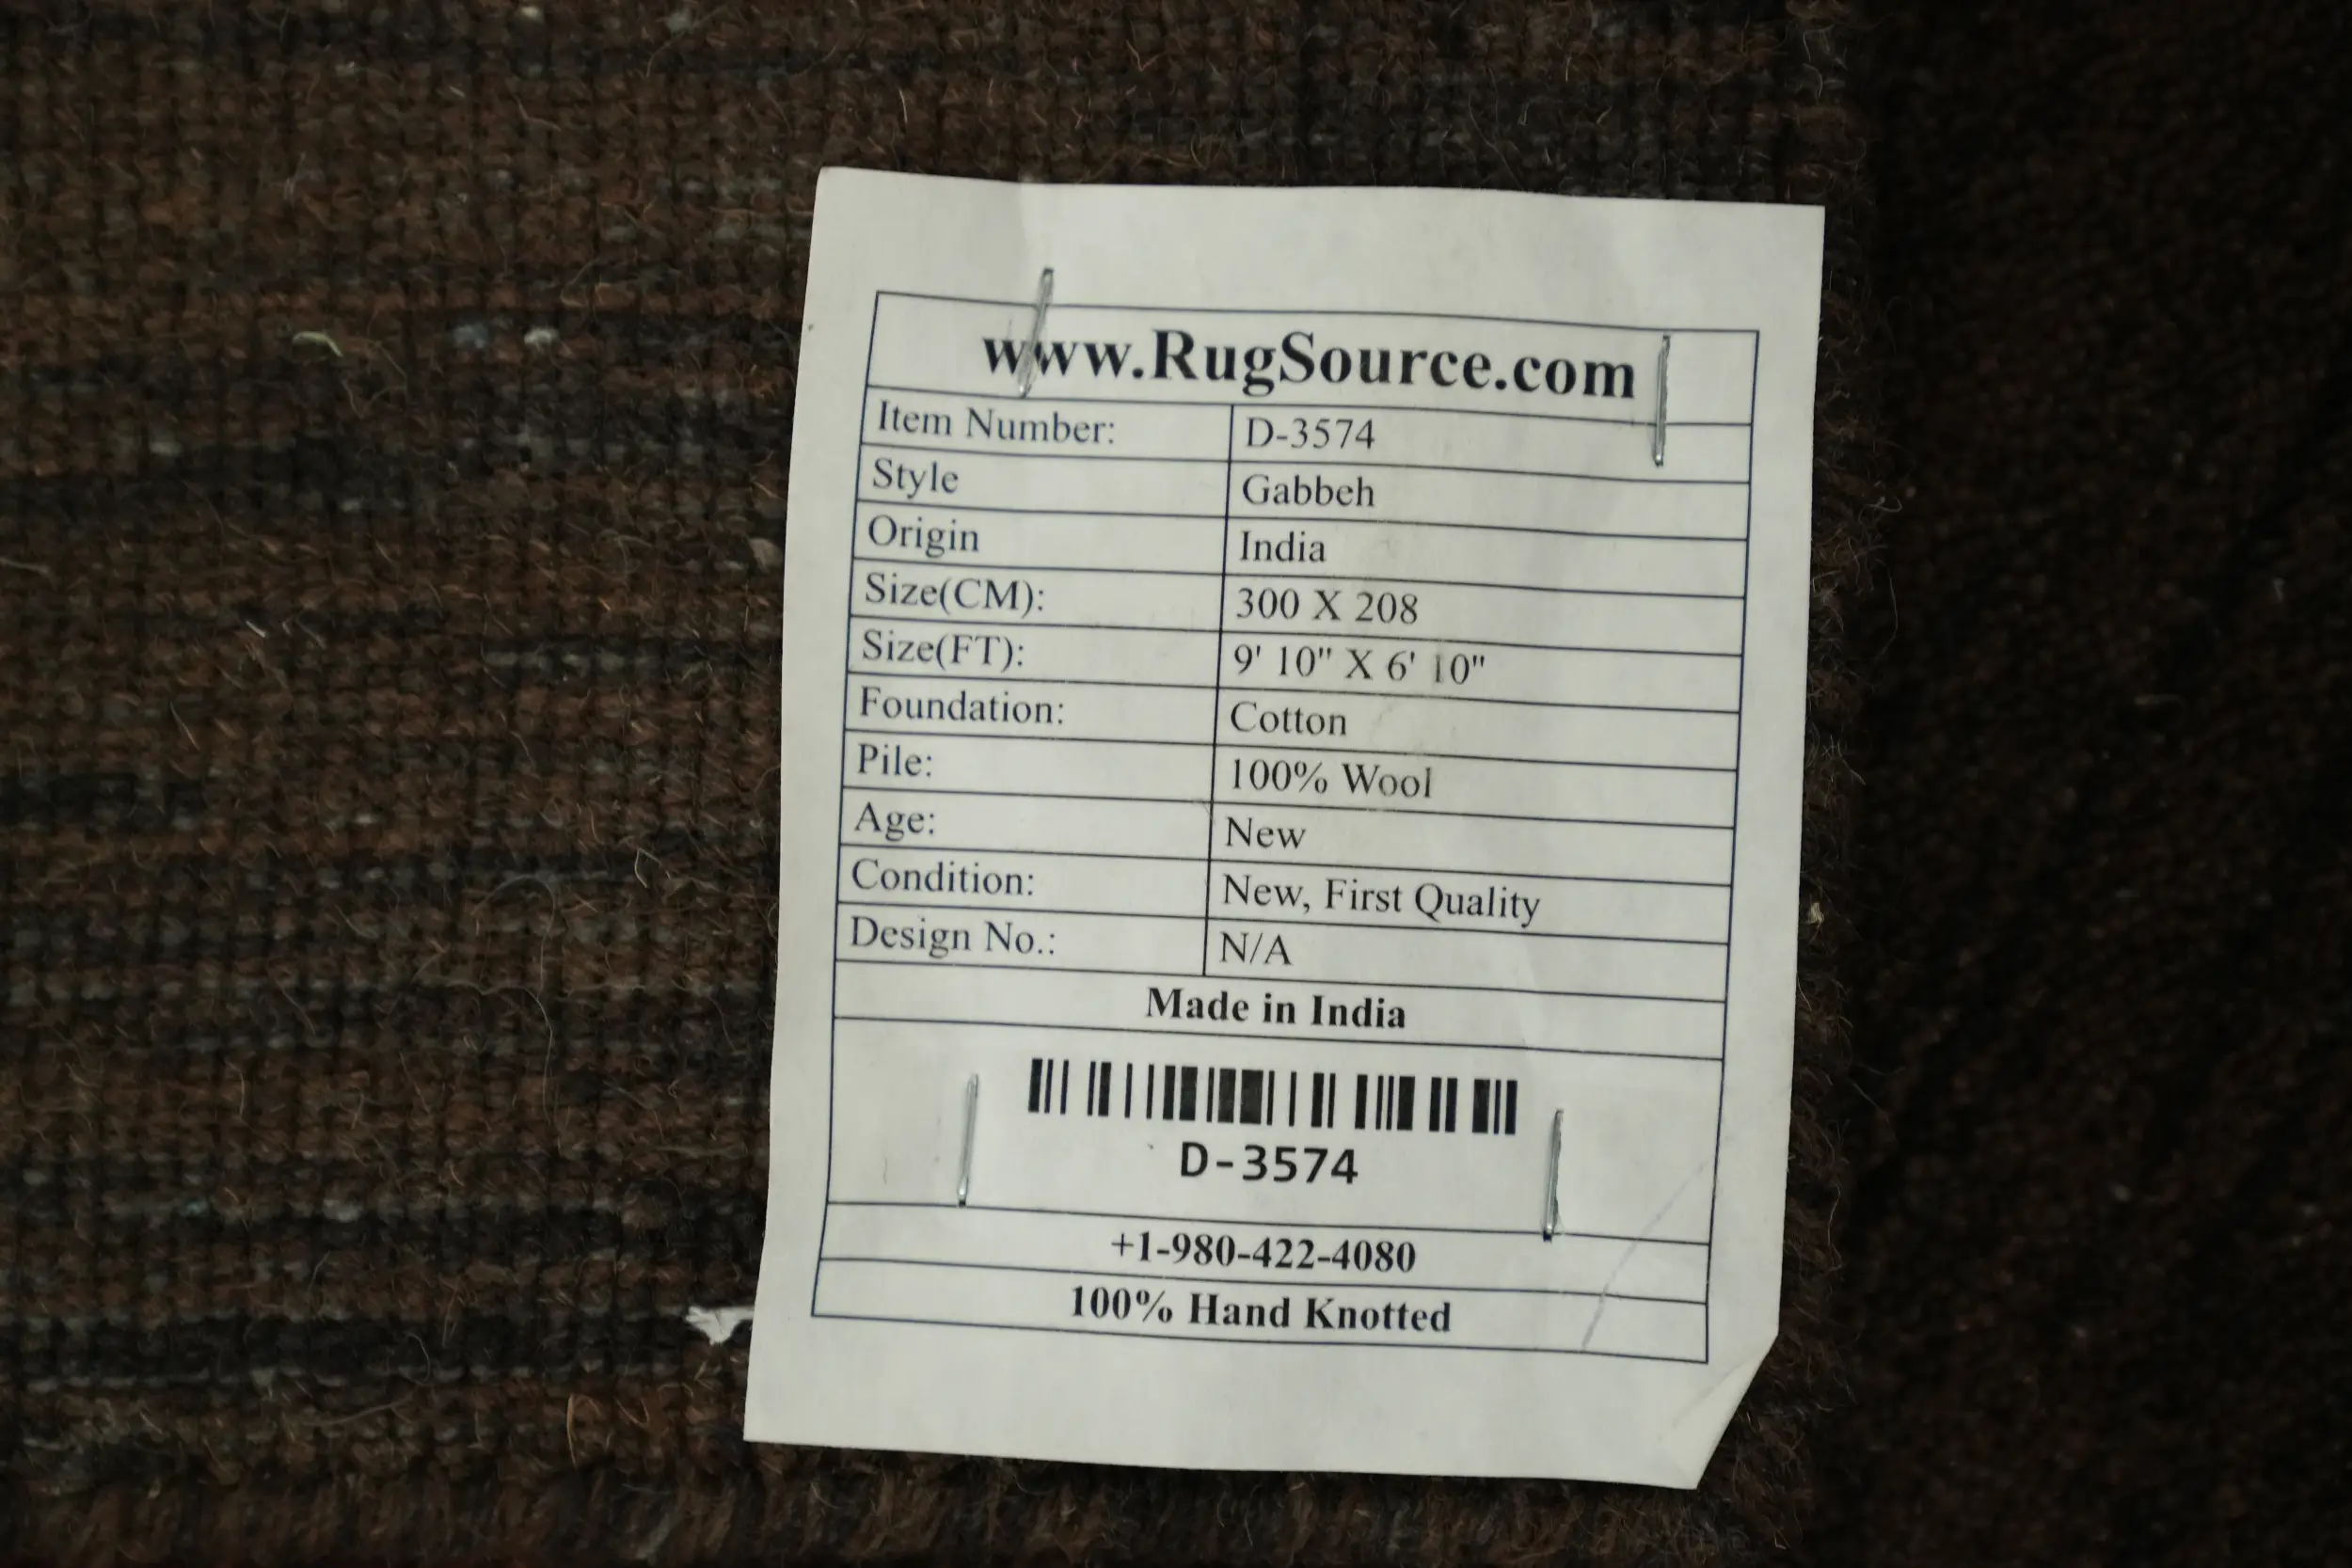 www.RugSource.com
Item Number: D-3574
Style Gabbeh
Origin India
Size(CM): 300 X 208
Size(FT): 9' 10" X 6' 10"
Foundation: Cotton
Pile: 100% Wool
Age: New
Condition: New, First Quality
Design No.: N/A
Made in India
D-3574
+1-980-422-4080
100% Hand Knotted